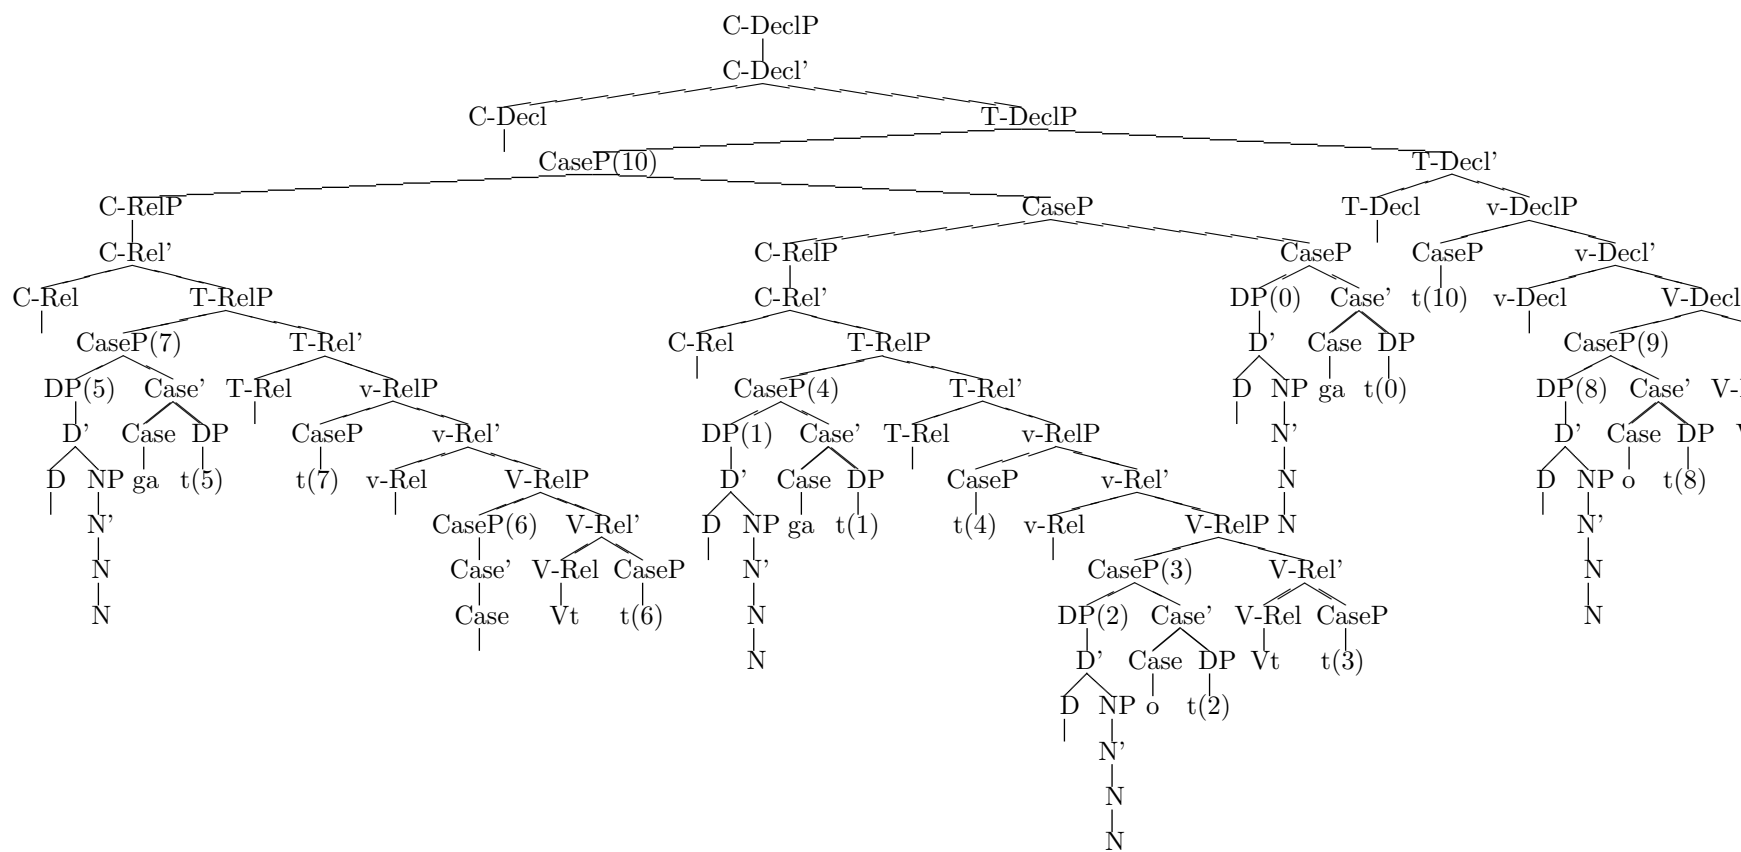 C-DeclP
C-Decl'
C-Decl T-DeclP
CaseP(10) T-Decl'
C-RelP CaseP T-Decl v-DeclP
C-Rel' C-RelP CaseP CaseP v-Decl'
C-Rel T-RelP C-Rel' DP(0) Case' t(10) v-Decl V-Decl
CaseP(7) T-Rel' C-Rel T-RelP D' Case DP CaseP(9)
DP(5) Case' T-Rel v-RelP CaseP(4) T-Rel' D NP ga t(0) DP(8) Case'
D' Case DP CaseP v-Rel' DP(1) Case' T-Rel v-RelP N' D' Case DP
D NP ga t(5) t(7) v-Rel V-RelP D' Case DP CaseP v-Rel' N D NP o t(8)
N' CaseP(6) V-Rel' D NP ga t(1) t(4) v-Rel V-RelP N N'
N Case' V-Rel CaseP N' CaseP(3) V-Rel' N
N Case Vt t(6) N DP(2) Case' V-Rel CaseP N
N D' Case DP Vt t(3)
D NP o t(2)
N'
N
N